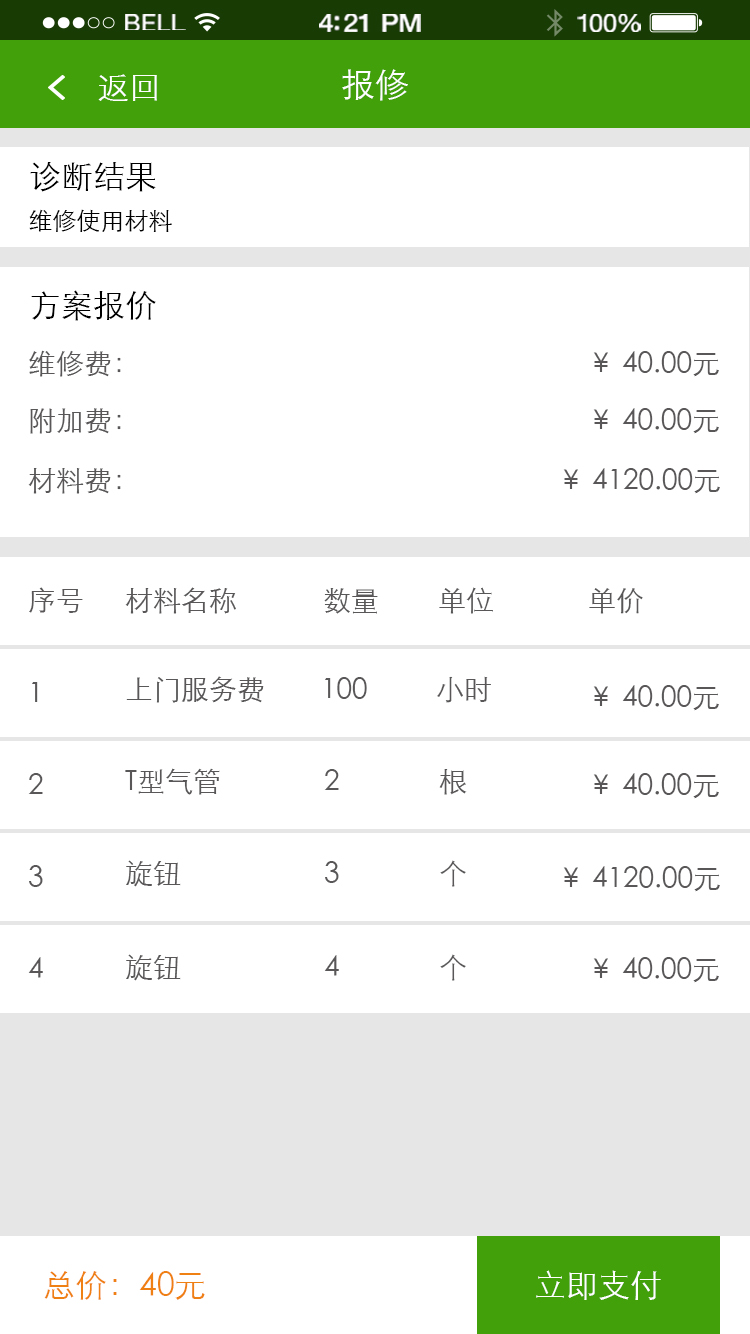 BELL 4:21 PM 100%
返回 报修
诊断结果
维修使用材料
方案报价
维修费： ¥ 40.00元
附加费： ¥ 40.00元
材料费： ¥ 4120.00元
序号 材料名称 数量 单位 单价
1 上门服务费 100 小时 ¥ 40.00元
2 T型气管 2 根 ¥ 40.00元
3 旋钮 3 个 ¥ 4120.00元
4 旋钮 4 个 ¥ 40.00元
总价：40元 立即支付